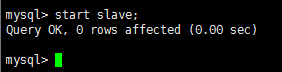 mysql> start slave;
Query OK, 0 rows affected (0.00 sec)
mysql>